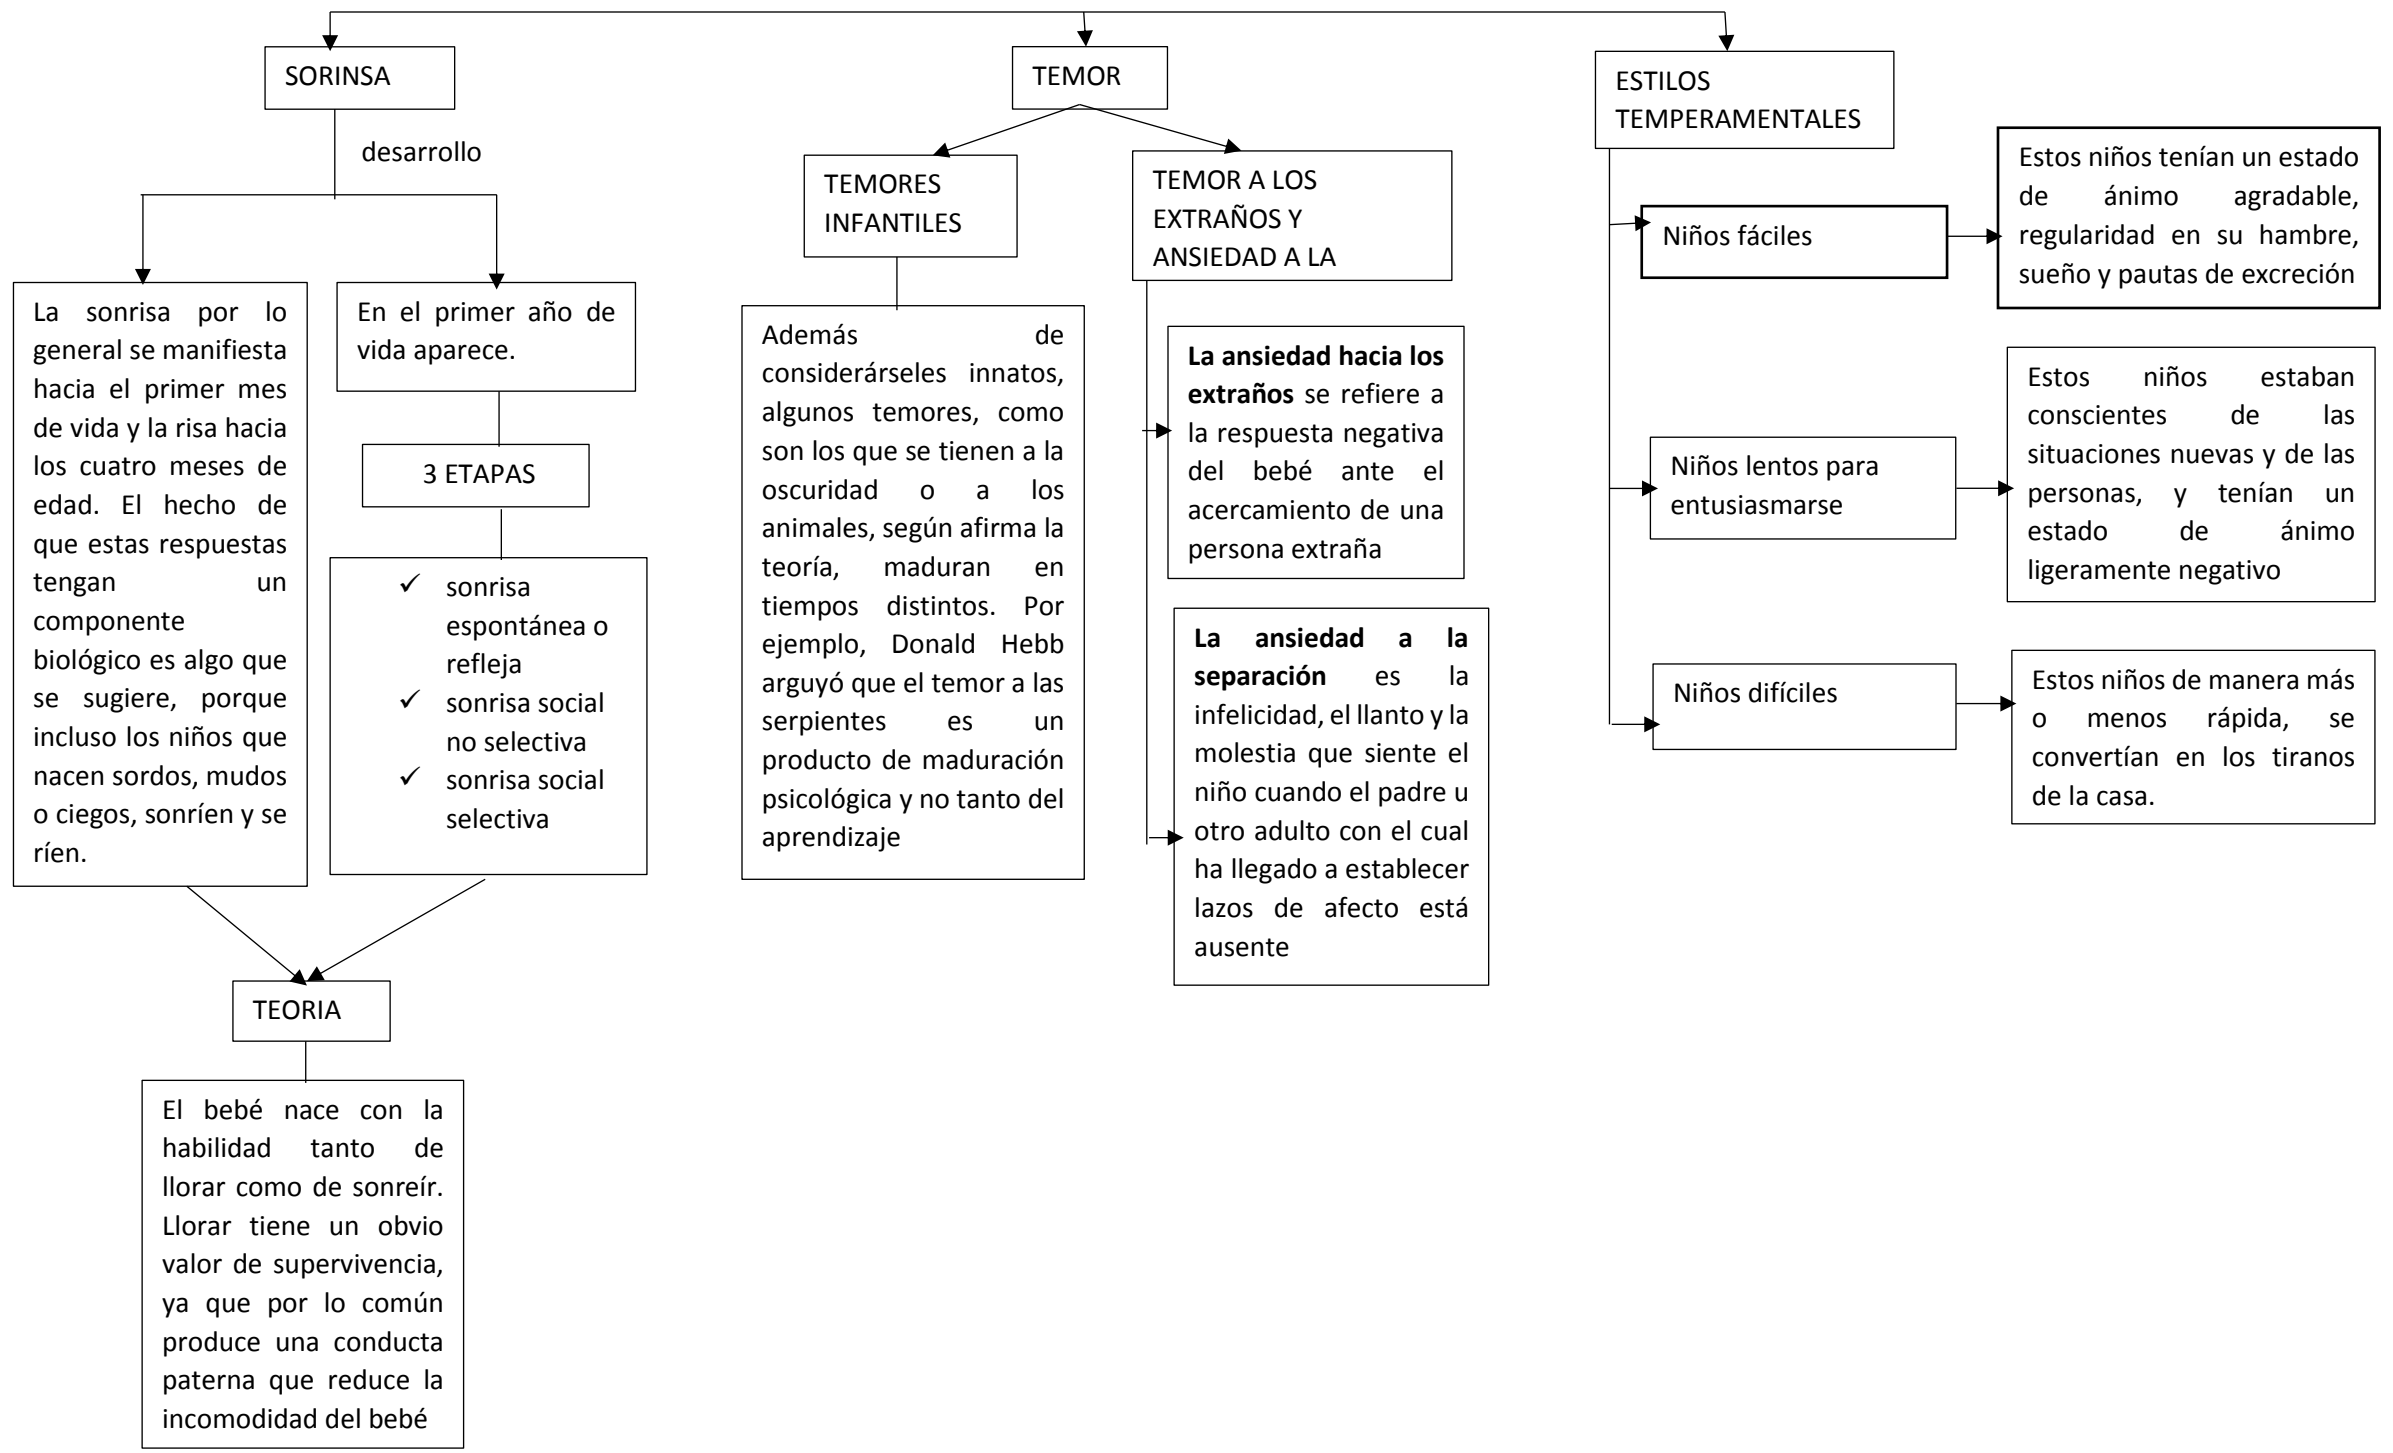 SORINSA
desarrollo
La sonrisa por lo
general se manifiesta
hacia el primer mes
de vida y la risa hacia
los cuatro meses de
edad. El hecho de
que estas respuestas
tengan un
componente
biológico es algo que
se sugiere, porque
incluso los niños que
nacen sordos, mudos
o ciegos, sonríen y se
ríen.
En el primer año de
vida aparece.
3 ETAPAS
✓ sonrisa
espontánea o
refleja
✓ sonrisa social
no selectiva
✓ sonrisa social
selectiva
TEORIA
El bebé nace con la
habilidad tanto de
llorar como de sonreír.
Llorar tiene un obvio
valor de supervivencia,
ya que por lo común
produce una conducta
paterna que reduce la
incomodidad del bebé
TEMOR
TEMORES
INFANTILES
Además de
considerárseles innatos,
algunos temores, como
son los que se tienen a la
oscuridad o a los
animales, según afirma la
teoría, maduran en
tiempos distintos. Por
ejemplo, Donald Hebb
arguyó que el temor a las
serpientes es un
producto de maduración
psicológica y no tanto del
aprendizaje
TEMOR A LOS
EXTRAÑOS Y
ANSIEDAD A LA
La ansiedad hacia los
extraños se refiere a
la respuesta negativa
del bebé ante el
acercamiento de una
persona extraña
La ansiedad a la
separación es la
infelicidad, el llanto y la
molestia que siente el
niño cuando el padre u
otro adulto con el cual
ha llegado a establecer
lazos de afecto está
ausente
ESTILOS
TEMPERAMENTALES
Niños fáciles
Estos niños tenían un estado
de ánimo agradable,
regularidad en su hambre,
sueño y pautas de excreción
Niños lentos para
entusiasmarse
Estos niños estaban
conscientes de las
situaciones nuevas y de las
personas, y tenían un
estado de ánimo
ligeramente negativo
Niños difíciles
Estos niños de manera más
o menos rápida, se
convertían en los tiranos
de la casa.